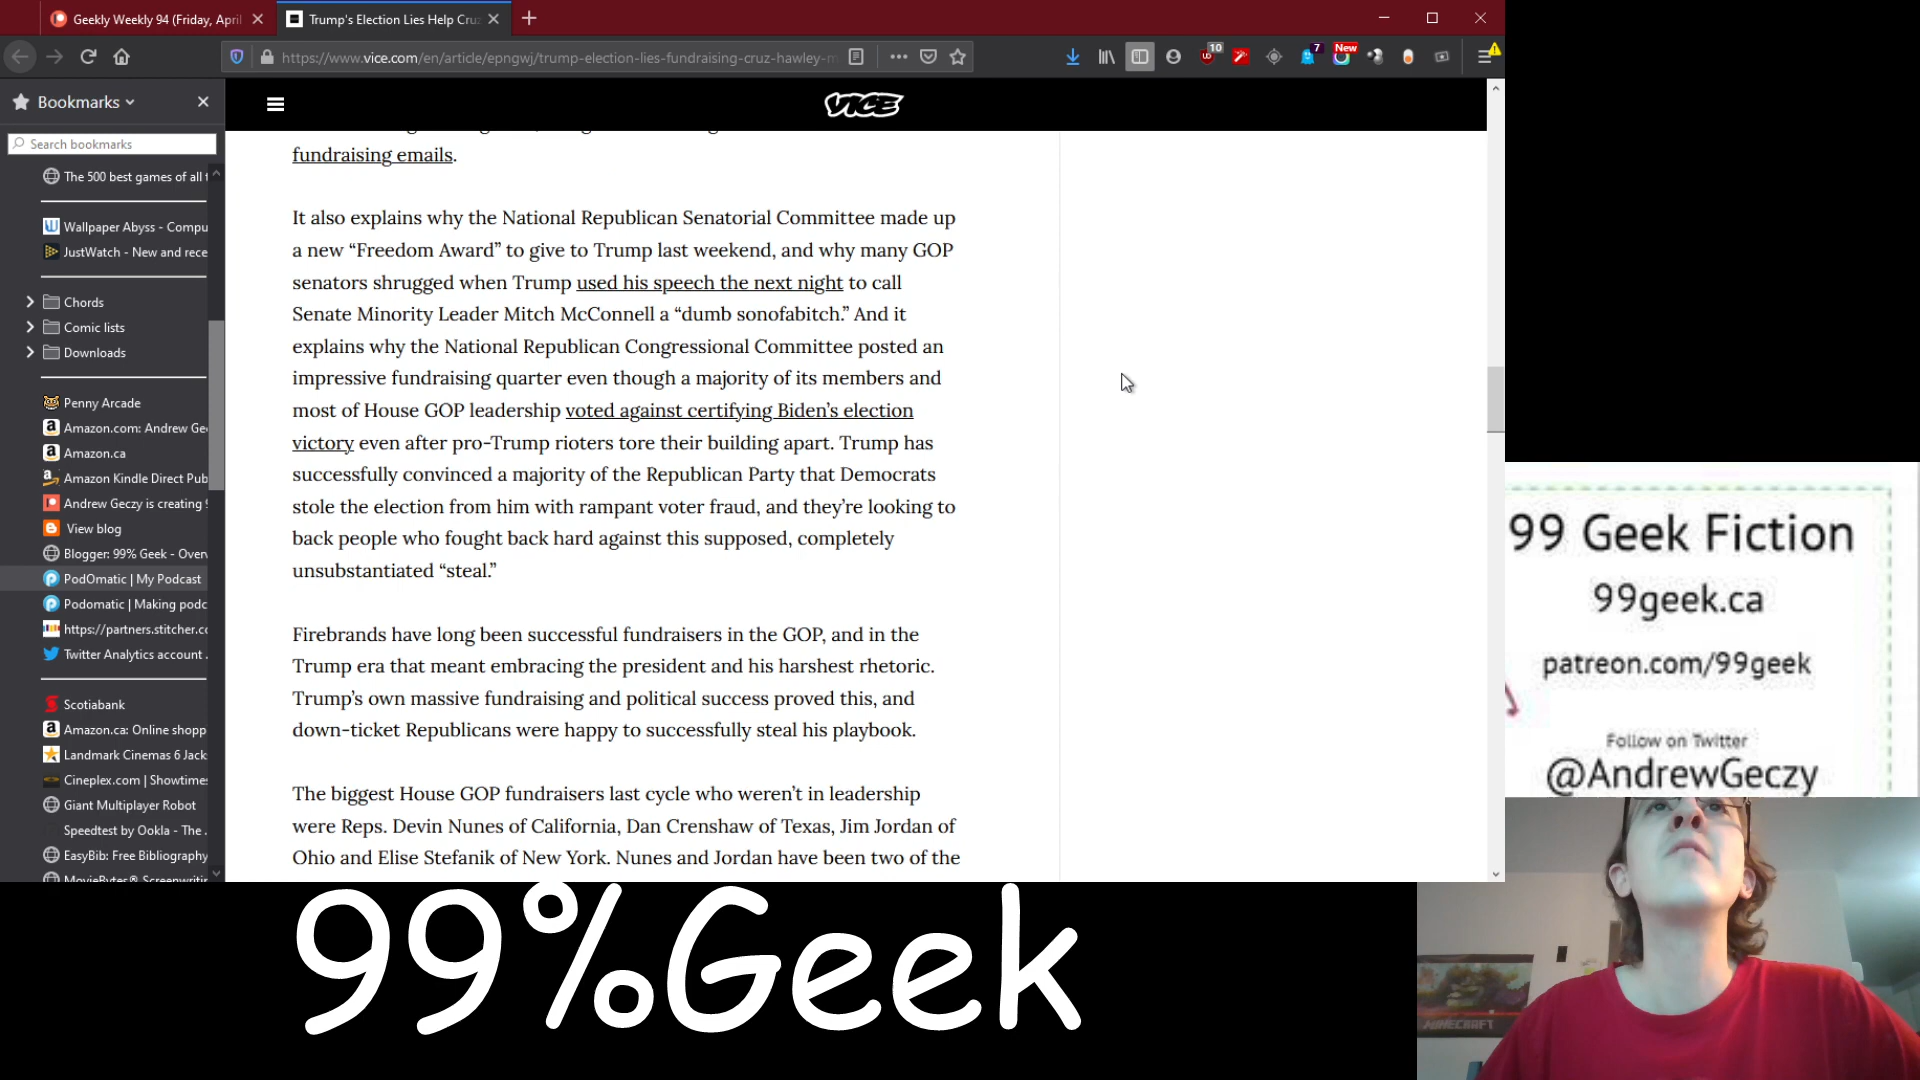 Geekly Weekly 94 (Friday, April
Trump's Election Lies Help Cruz
https://www.vice.com/en/article/epngwj/trump-election-lies-fundraising-cruz-hawley-m
10
7
New
Bookmarks
Search bookmarks
The 500 best games of all t
Wallpaper Abyss - Compu
JustWatch - New and rece
Chords
Comic lists
Downloads
Penny Arcade
Amazon.com: Andrew Ge
Amazon.ca
Amazon Kindle Direct Pub
Andrew Geczy is creating 9
View blog
Blogger: 99% Geek - Overv
PodOmatic | My Podcast
Podomatic | Making podc
https://partners.stitcher.co
Twitter Analytics account .
Scotiabank
Amazon.ca: Online shopp
Landmark Cinemas 6 Jack
Cineplex.com | Showtimes
Giant Multiplayer Robot
Speedtest by Ookla - The .
EasyBib: Free Bibliography
MovieBytes® Screenwritin
VICE
fundraising emails.
It also explains why the National Republican Senatorial Committee made up
a new “Freedom Award” to give to Trump last weekend, and why many GOP
senators shrugged when Trump used his speech the next night to call
Senate Minority Leader Mitch McConnell a “dumb sonofabitch.” And it
explains why the National Republican Congressional Committee posted an
impressive fundraising quarter even though a majority of its members and
most of House GOP leadership voted against certifying Biden’s election
victory even after pro-Trump rioters tore their building apart. Trump has
successfully convinced a majority of the Republican Party that Democrats
stole the election from him with rampant voter fraud, and they’re looking to
back people who fought back hard against this supposed, completely
unsubstantiated “steal.”
Firebrands have long been successful fundraisers in the GOP, and in the
Trump era that meant embracing the president and his harshest rhetoric.
Trump’s own massive fundraising and political success proved this, and
down-ticket Republicans were happy to successfully steal his playbook.
The biggest House GOP fundraisers last cycle who weren’t in leadership
were Reps. Devin Nunes of California, Dan Crenshaw of Texas, Jim Jordan of
Ohio and Elise Stefanik of New York. Nunes and Jordan have been two of the
99 Geek Fiction
99geek.ca
patreon.com/99geek
Follow on Twitter
@AndrewGeczy
99%Geek
MINECRAFT